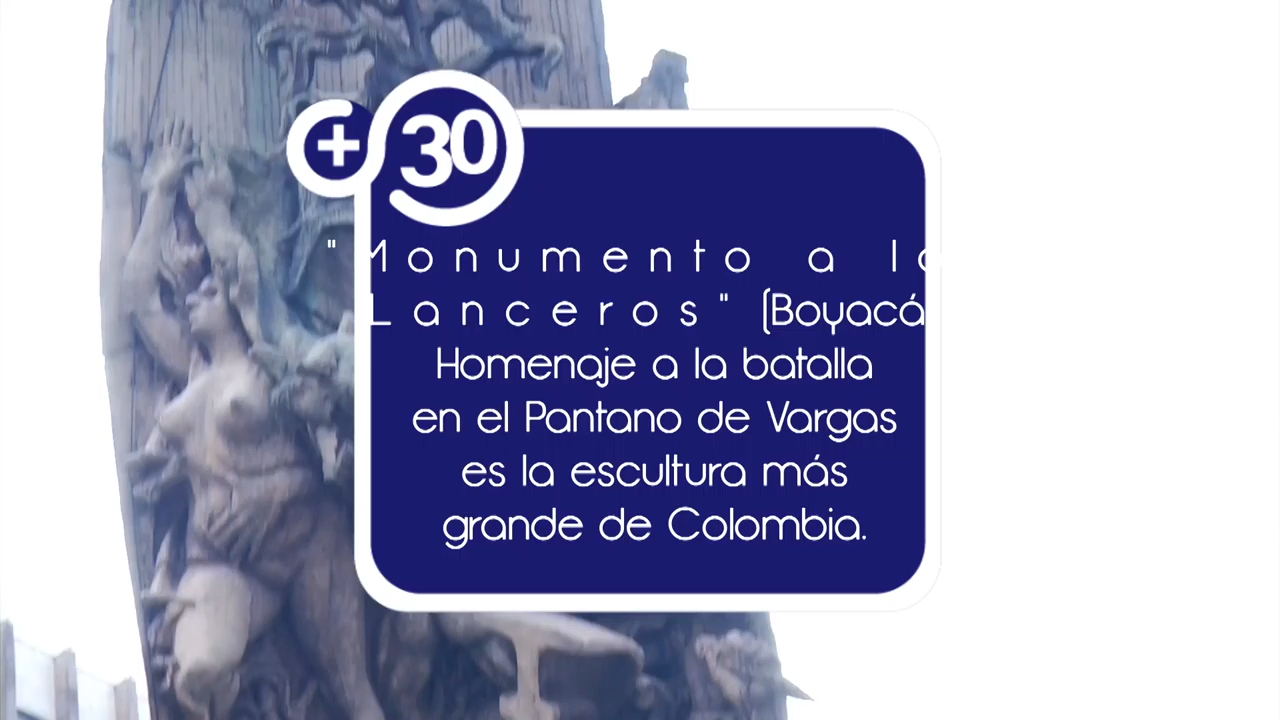 +30
"Monumento a lo
Lanceros" (Boyacá
Homenaje a la batalla
en el Pantano de Vargas
es la escultura más
grande de Colombia.